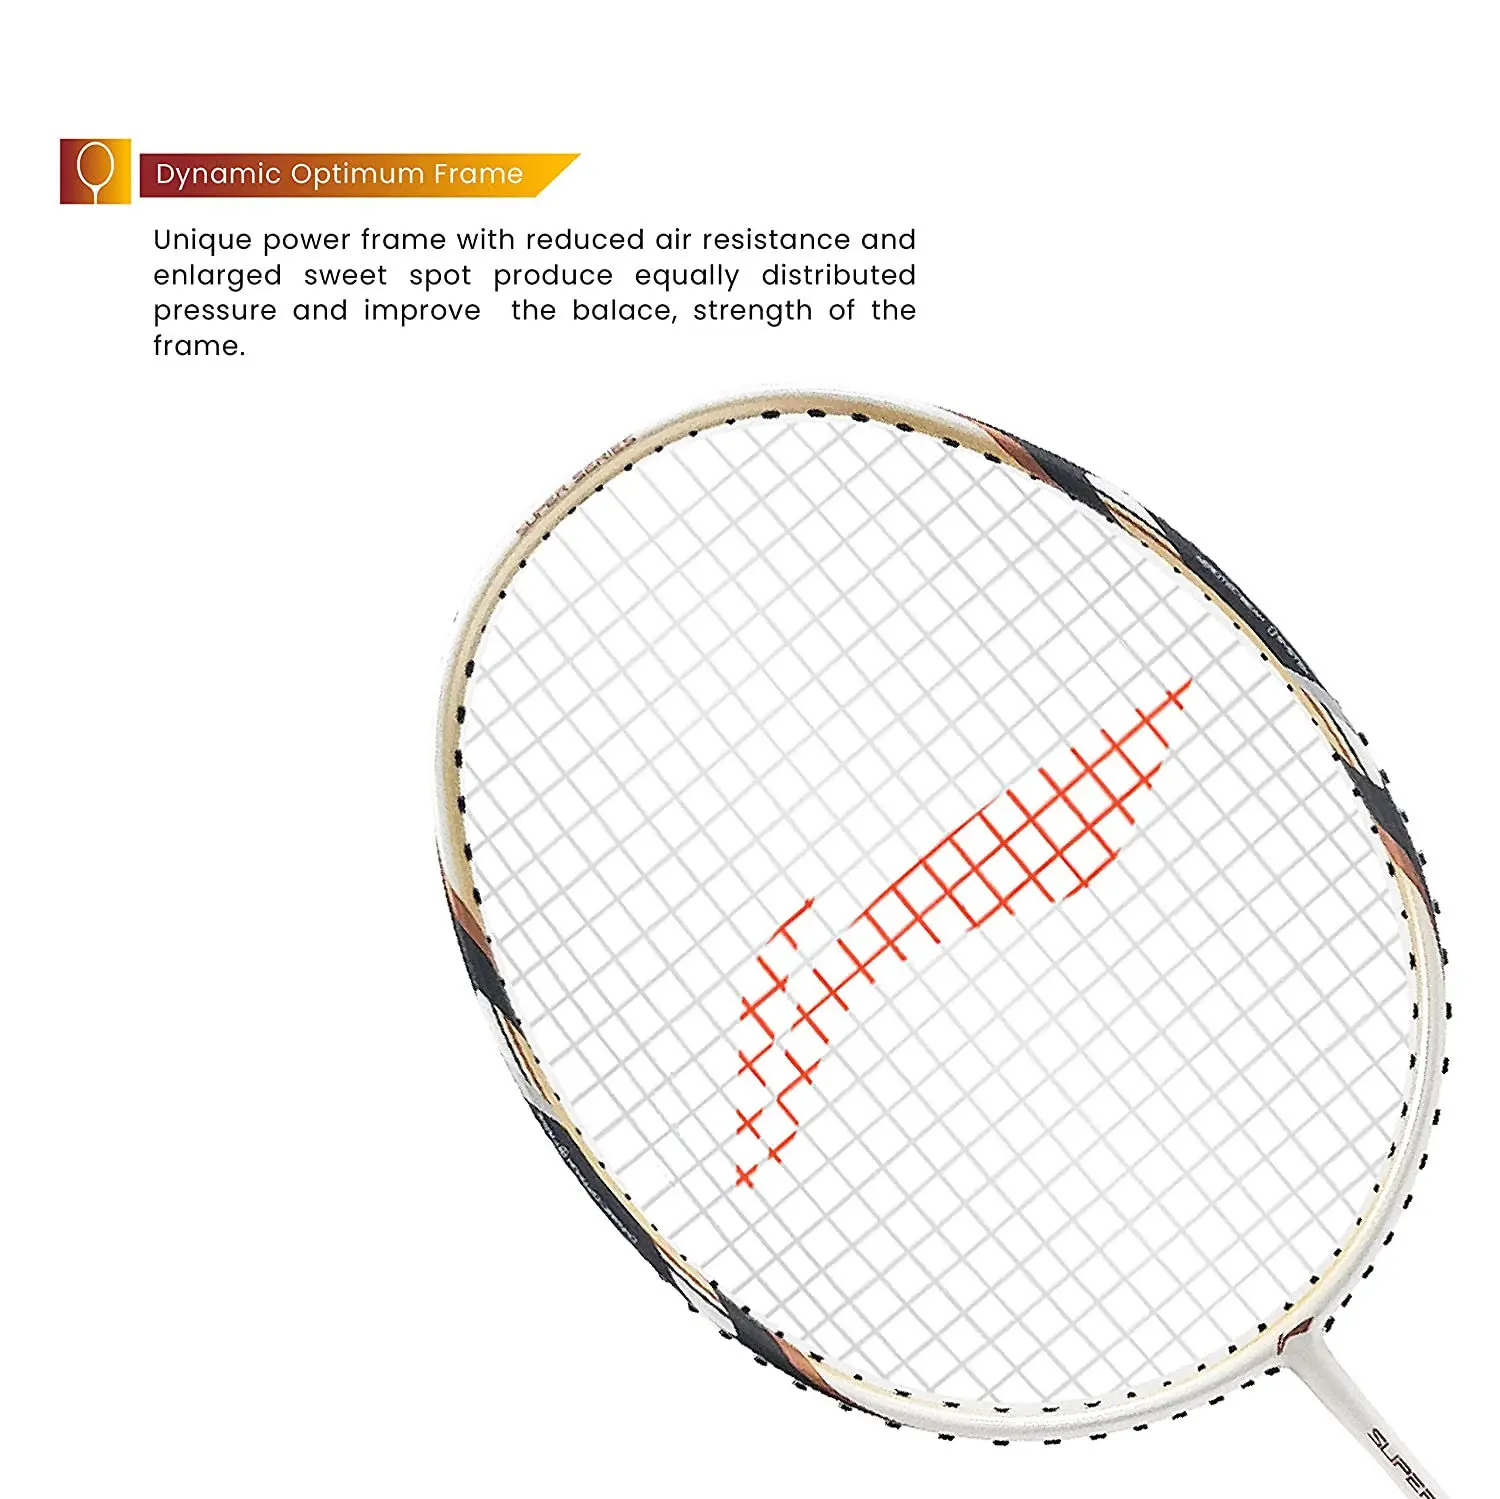 Dynamic Optimum Frame
Unique power frame with reduced air resistance and
enlarged sweet spot produce equally distributed
pressure and improve the balace, strength of the
frame.
SUPER SERIES
SUPER